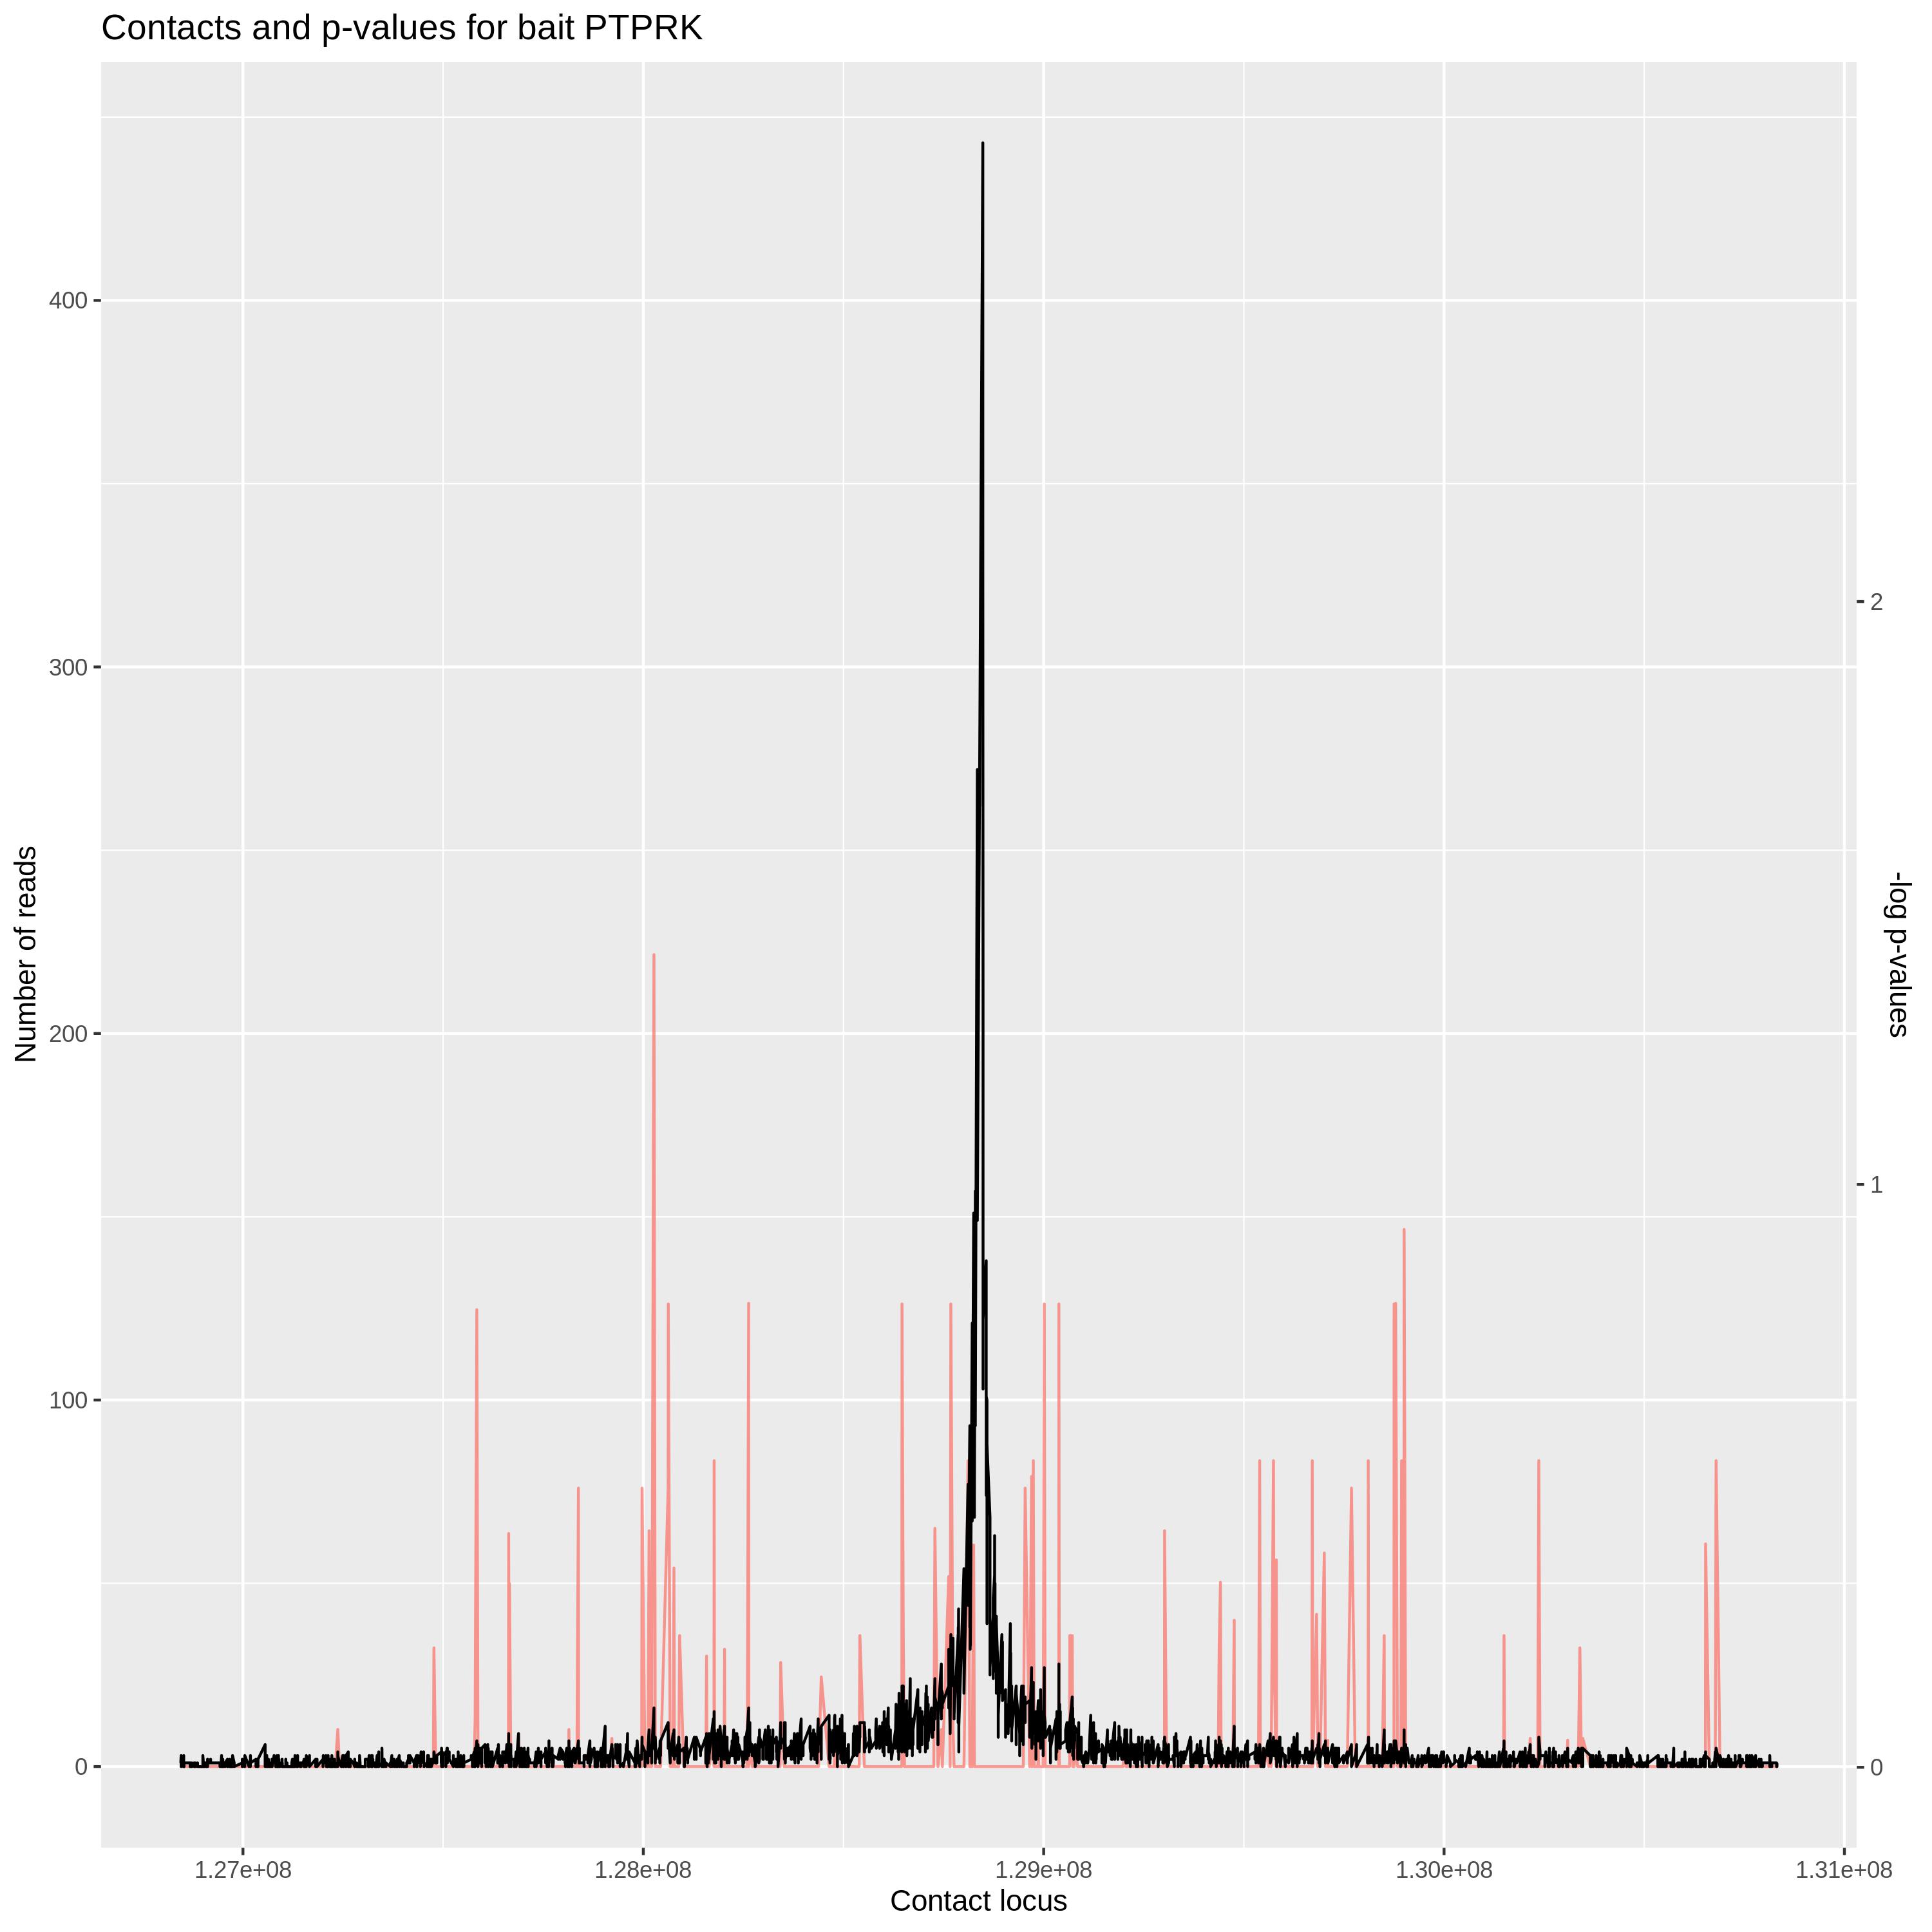 Contacts and p-values for bait PTPRK
Number of reads
400
300
200
100
0
2
1
0
-log p-values
1.27e+08 1.28e+08 1.29e+08 1.30e+08 1.31e+08
Contact locus